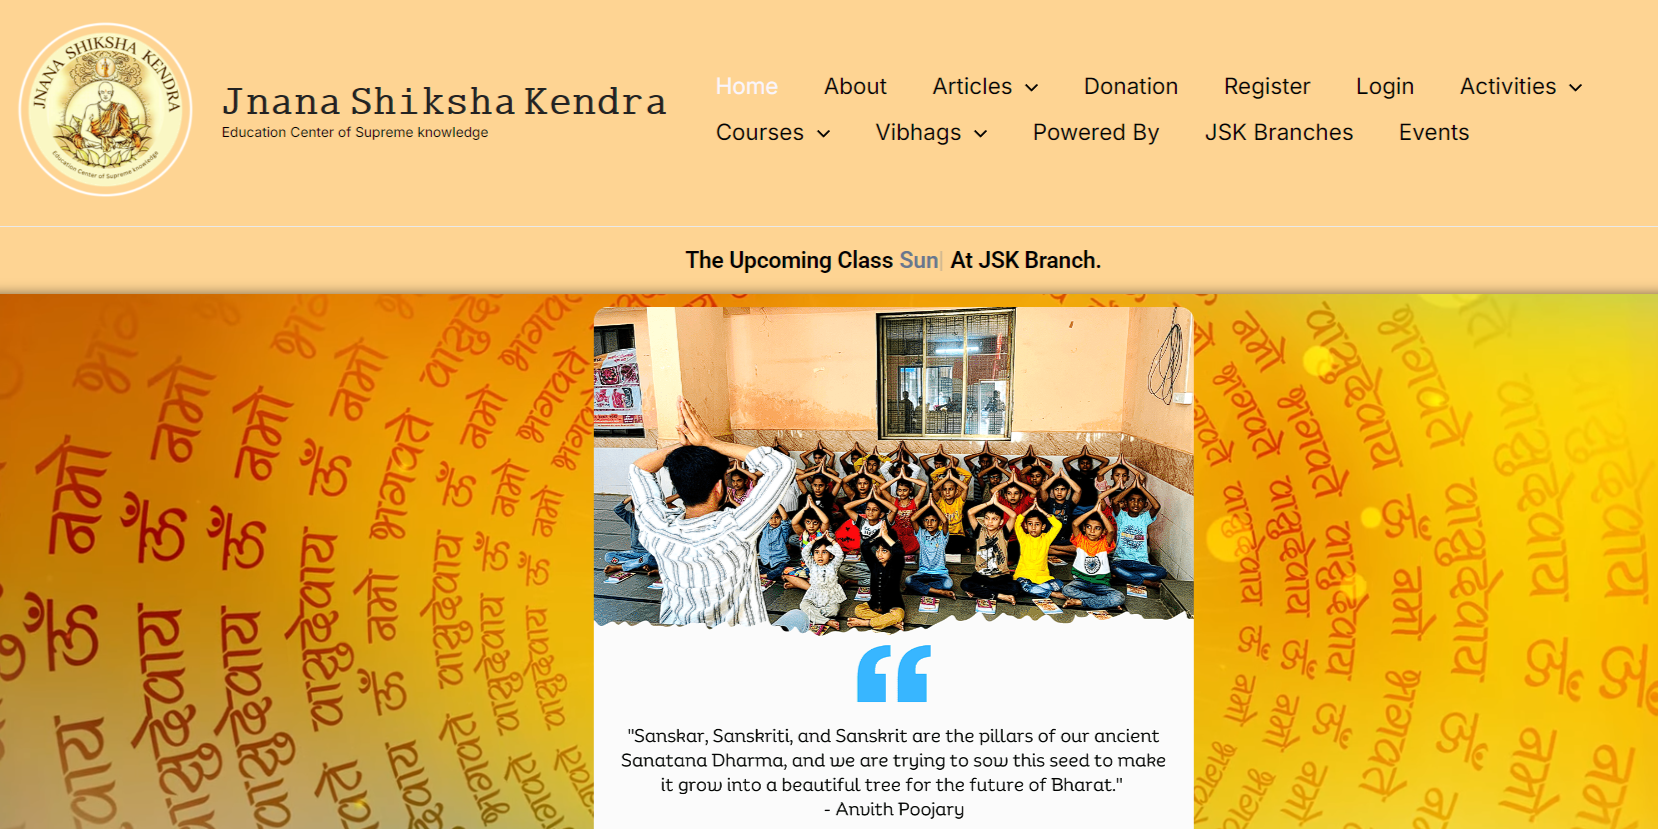 JNANA SHIKSHA KENDRA
Education Center of Supreme knowledge
Jnana Shiksha Kendra
Education Center of Supreme knowledge
Home About Articles Donation Register Login Activities
Courses Vibhags Powered By JSK Branches Events
The Upcoming Class Sun| At JSK Branch.
ॐ नमो भगवते वासुदेवाय
"Sanskar, Sanskriti, and Sanskrit are the pillars of our ancient
Sanatana Dharma, and we are trying to sow this seed to make
it grow into a beautiful tree for the future of Bharat."
- Anvith Poojary